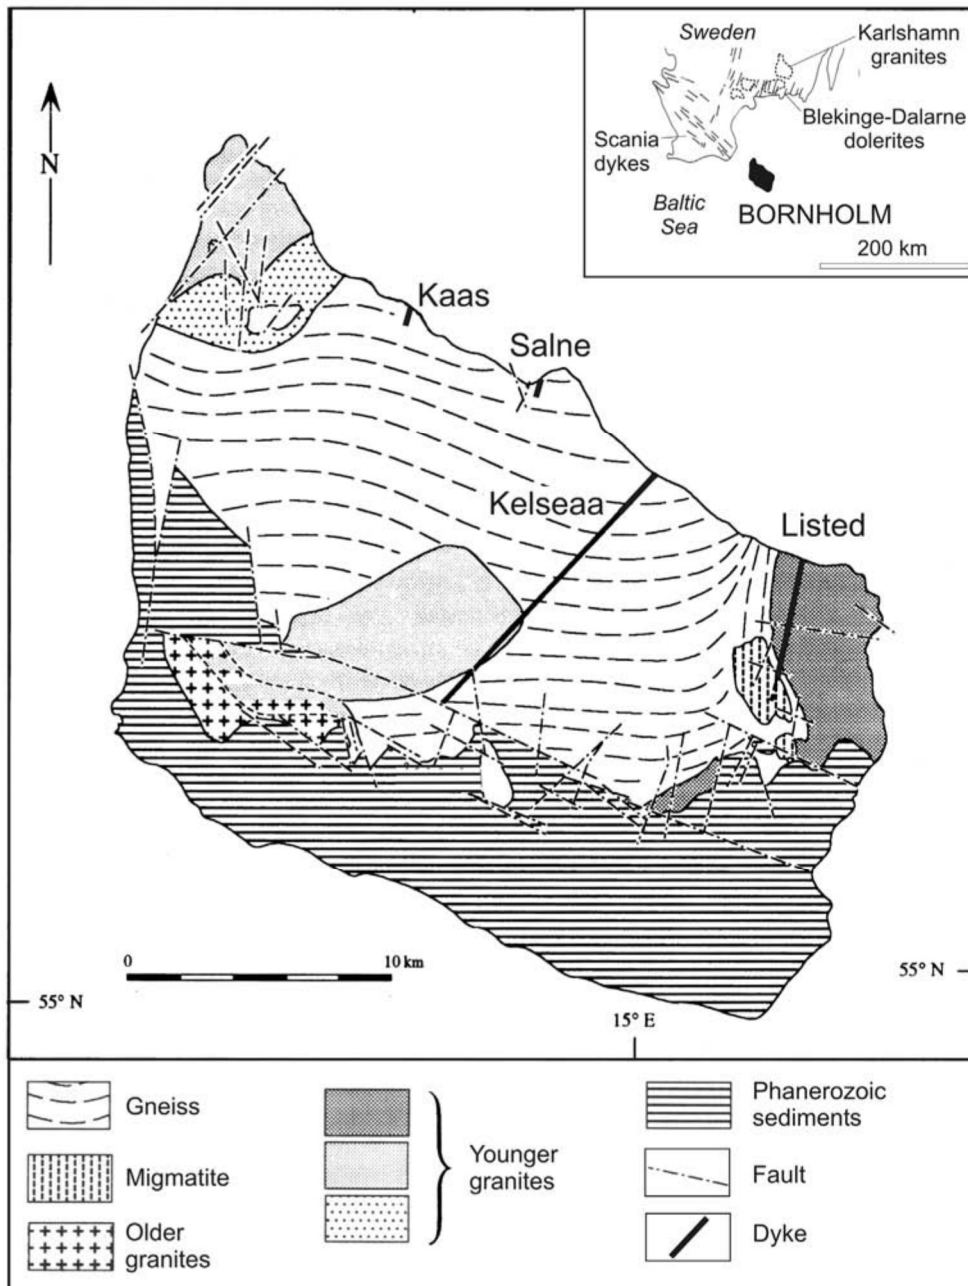 Sweden
Karlshamn
granites
Blekinge-Dalarne
dolerites
Scania
dykes
Baltic
Sea
BORNHOLM
200 km
N
Kaas
Salne
Kelseaa
Listed
0
10 km
55° N
55° N
15° E
Gneiss
Migmatite
Older
granites
Younger
granites
Phanerozoic
sediments
Fault
Dyke